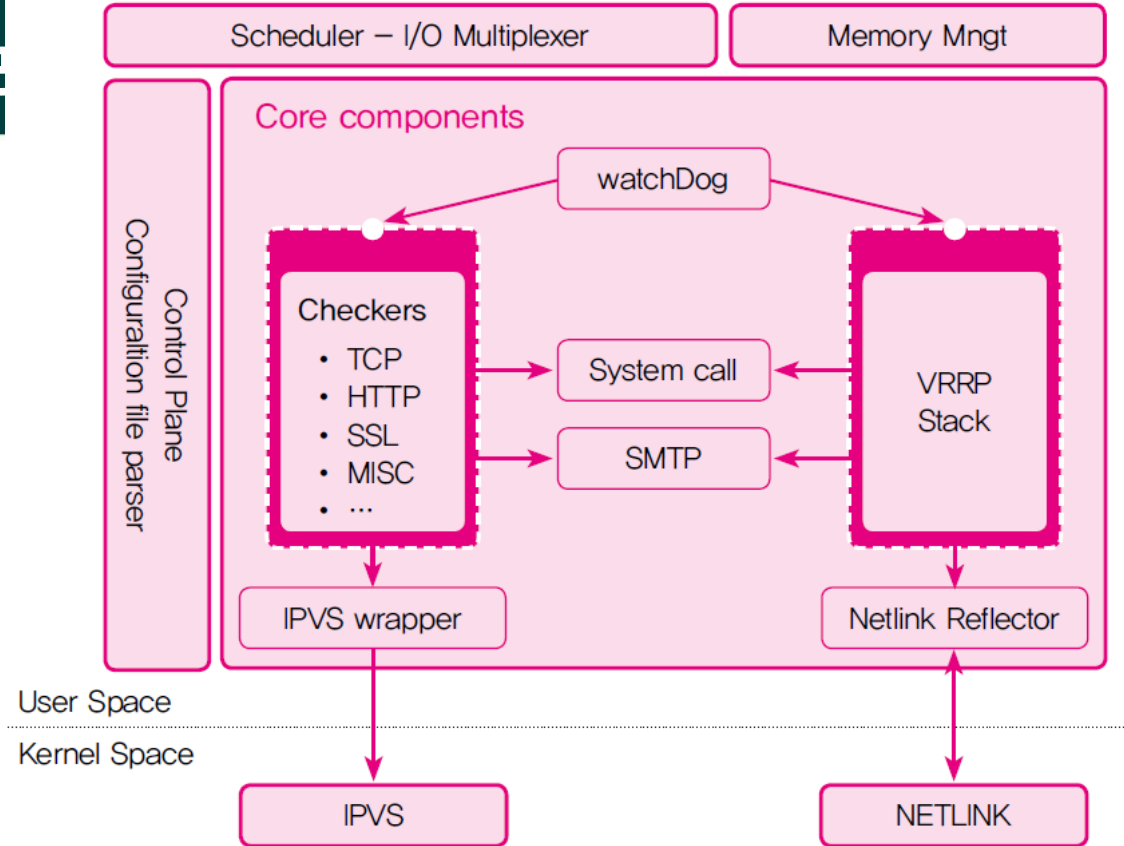 Scheduler – I/O Multiplexer
Memory Mngt
Control Plane
Configuraltion file parser
Core components
watchDog
Checkers
• TCP
• HTTP
• SSL
• MISC
• ⋯
System call
SMTP
VRRP
Stack
IPVS wrapper
Netlink Reflector
User Space
Kernel Space
IPVS
NETLINK